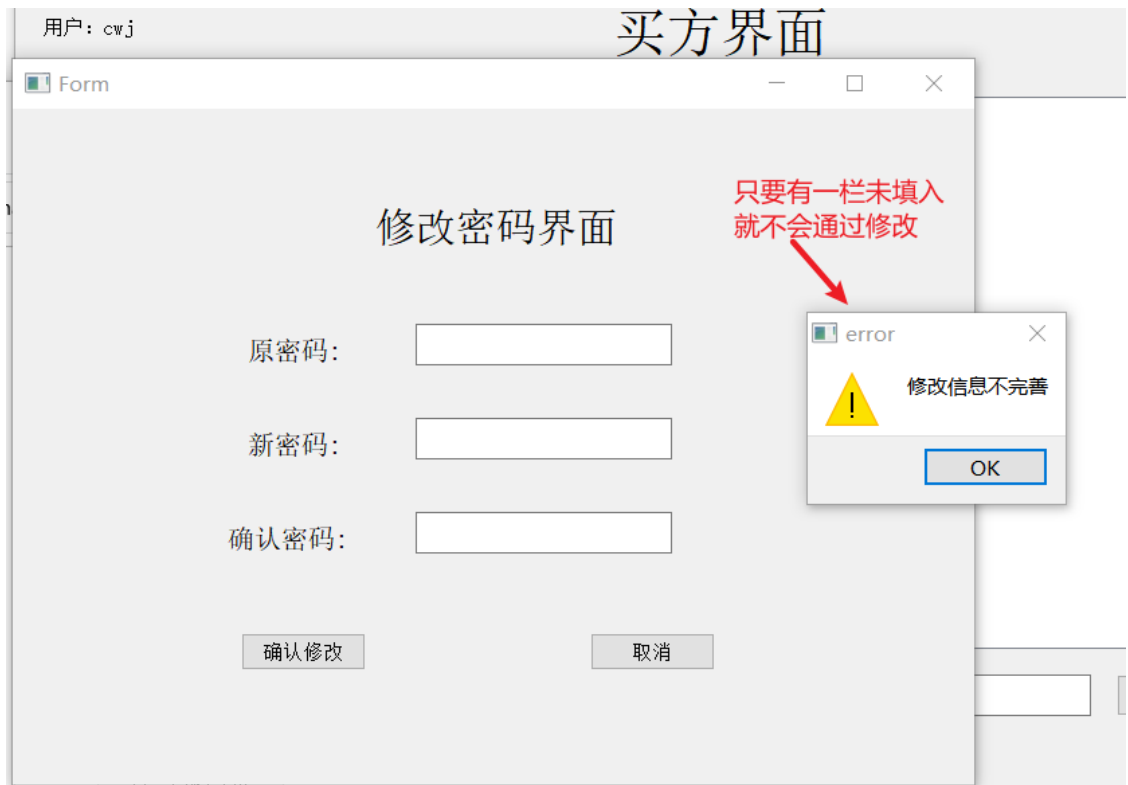 用户：cwj
买方界面
Form
只要有一栏未填入
就不会通过修改
修改密码界面
error
原密码：
修改信息不完善
新密码：
OK
确认密码：
确认修改
取消